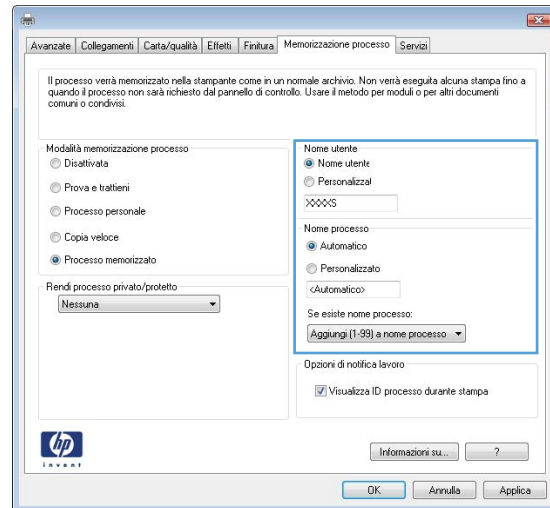 Avanzate Collegamenti Carta/qualità Effetti Finitura Memorizzazione processo Servizi
Il processo verrà memorizzato nella stampante come in un normale archivio. Non verrà eseguita alcuna stampa fino a
quando il processo non sarà richiesto dal pannello di controllo. Usare il metodo per moduli o per altri documenti
comuni o condivisi.
Modalità memorizzazione processo
Disattivata
Prova e trattieni
Processo personale
Copia veloce
Processo memorizzato
Rendi processo privato/protetto
Nessuna
Nome utente
Nome utente
Personalizzat
XXXXS
Nome processo
Automatico
Personalizzato
<Automatico>
Se esiste nome processo:
Aggiungi (1-99) a nome processo
Opzioni di notifica lavoro
Visualizza ID processo durante stampa
hp
invent
Informazioni su... ?
OK Annulla Applica